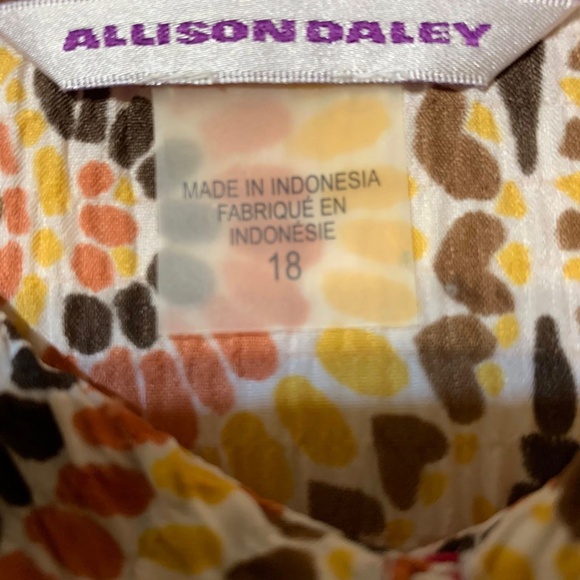 ALLISON DALEY
MADE IN INDONESIA
FABRIQUÉ EN
INDONÉSIE
18